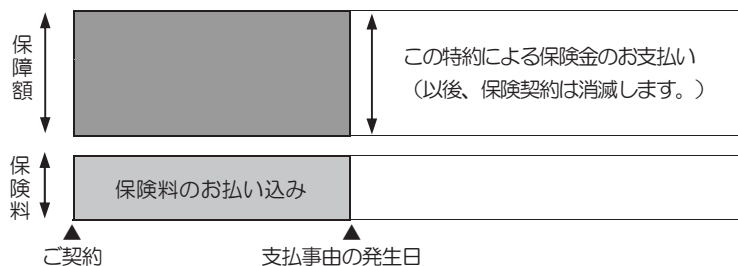 保障額
この特約による保険金のお支払い
（以後、保険契約は消滅します。）
保険料
保険料のお払い込み
ご契約
支払事由の発生日